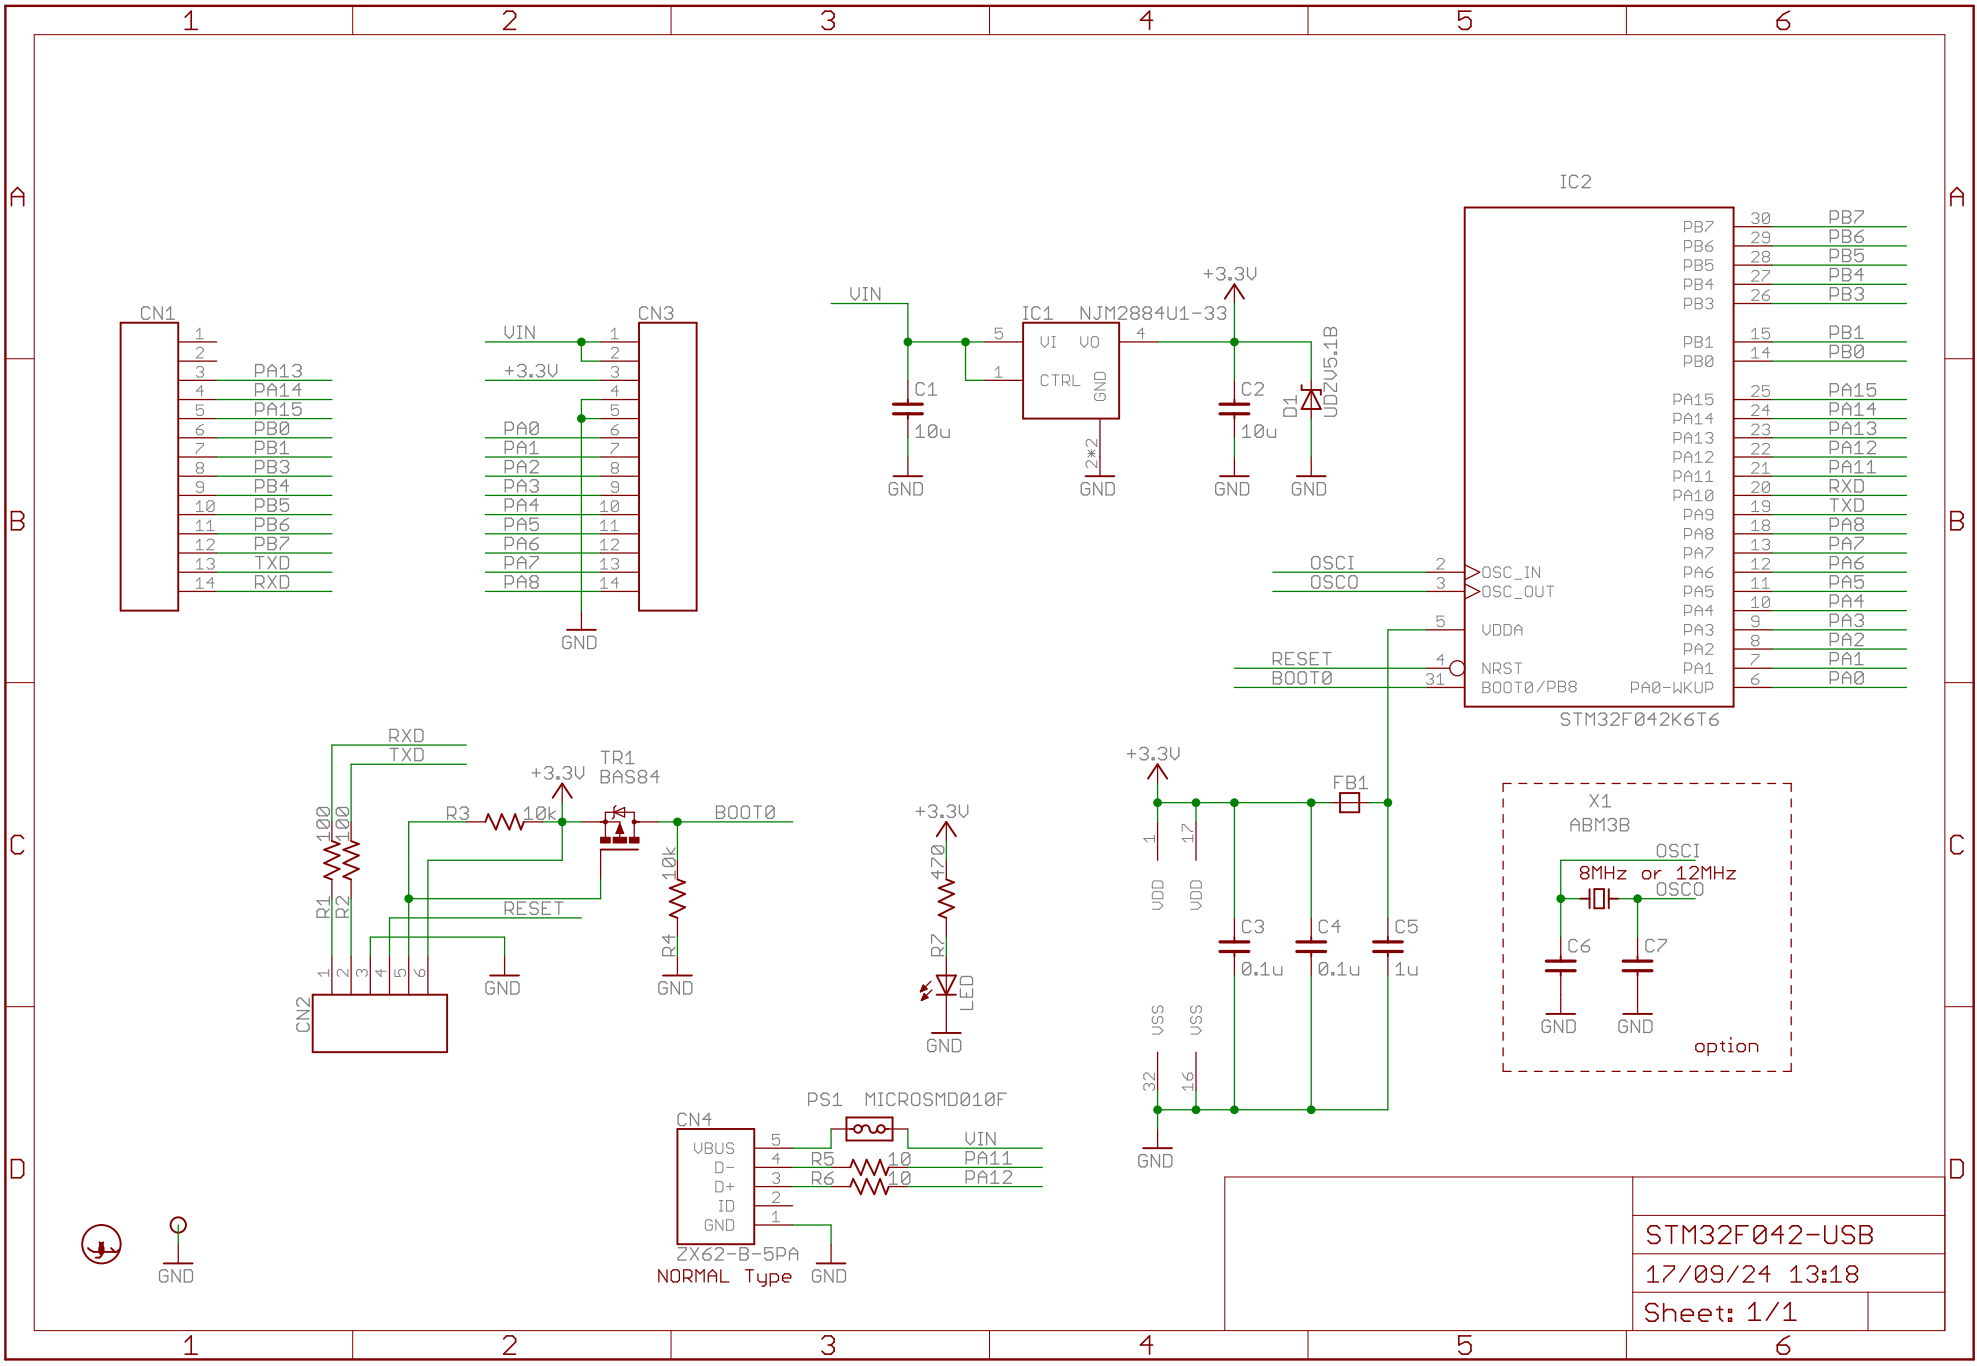 1 2 3 4 5 6
A A
B B
C C
D D
1 2 3 4 5 6
CN1
1
2
3 PA13
4 PA14
5 PA15
6 PB0
7 PB1
8 PB3
9 PB4
10 PB5
11 PB6
12 PB7
13 TXD
14 RXD
CN3
VIN 1
2
+3.3V 3
4
5
PA0 6
PA1 7
PA2 8
PA3 9
PA4 10
PA5 11
PA6 12
PA7 13
PA8 14
GND
VIN
IC1 NJM2884U1-33
5 VI VO 4
1 CTRL GND
2*2
GND
C1
10u
GND
+3.3V
C2
10u
GND
D1
UDZV5.1B
GND
IC2
PB7 30 PB7
PB6 29 PB6
PB5 28 PB5
PB4 27 PB4
PB3 26 PB3
PB1 15 PB1
PB0 14 PB0
PA15 25 PA15
PA14 24 PA14
PA13 23 PA13
PA12 22 PA12
PA11 21 PA11
PA10 20 RXD
PA9 19 TXD
PA8 18 PA8
PA7 13 PA7
PA6 12 PA6
PA5 11 PA5
PA4 10 PA4
PA3 9 PA3
PA2 8 PA2
PA1 7 PA1
PA0-WKUP 6 PA0
OSCI 2 OSC_IN
OSCO 3 OSC_OUT
5 VDDA
RESET 4 NRST
BOOT0 31 BOOT0/PB8
STM32F042K6T6
RXD
TXD
100
100
R1
R2
R3 10k
+3.3V
TR1
BAS84
BOOT0
10k
R4
GND
RESET
GND
1 2 3 4 5 6
CN2
+3.3V
470
R7
LED
GND
+3.3V
FB1
1 17
VDD VDD
VSS VSS
32 16
C3
0.1u
C4
0.1u
C5
1u
GND
X1
ABM3B
OSCI
8MHz or 12MHz
OSCO
C6
C7
GND
GND
option
PS1 MICROSMD010F
CN4
VBUS 5 VIN
D- 4 R5 10 PA11
D+ 3 R6 10 PA12
ID 2
GND 1
ZX62-B-5PA
NORMAL Type
GND
GND
STM32F042-USB
17/09/24 13:18
Sheet: 1/1